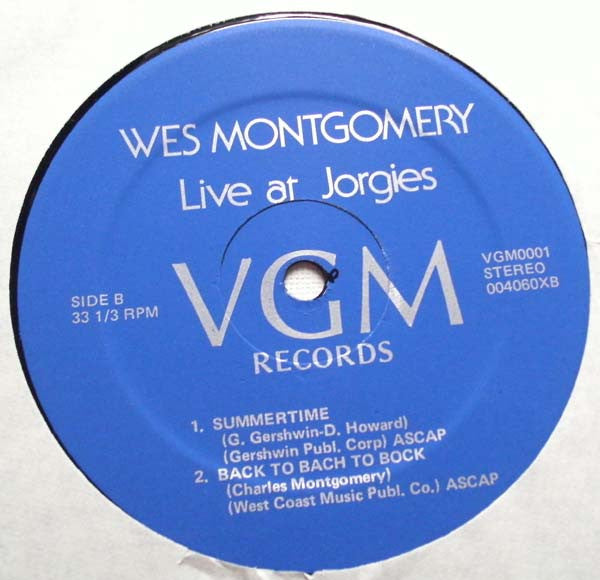 WES MONTGOMERY
Live at Jorgies
VGM
RECORDS
SIDE B
33 1/3 RPM
VGM0001
STEREO
004060XB
1. SUMMERTIME
(G. Gershwin-D. Howard)
(Gershwin Publ. Corp) ASCAP
2. BACK TO BACH TO BOCK
(Charles Montgomery)
(West Coast Music Publ. Co.) ASCAP